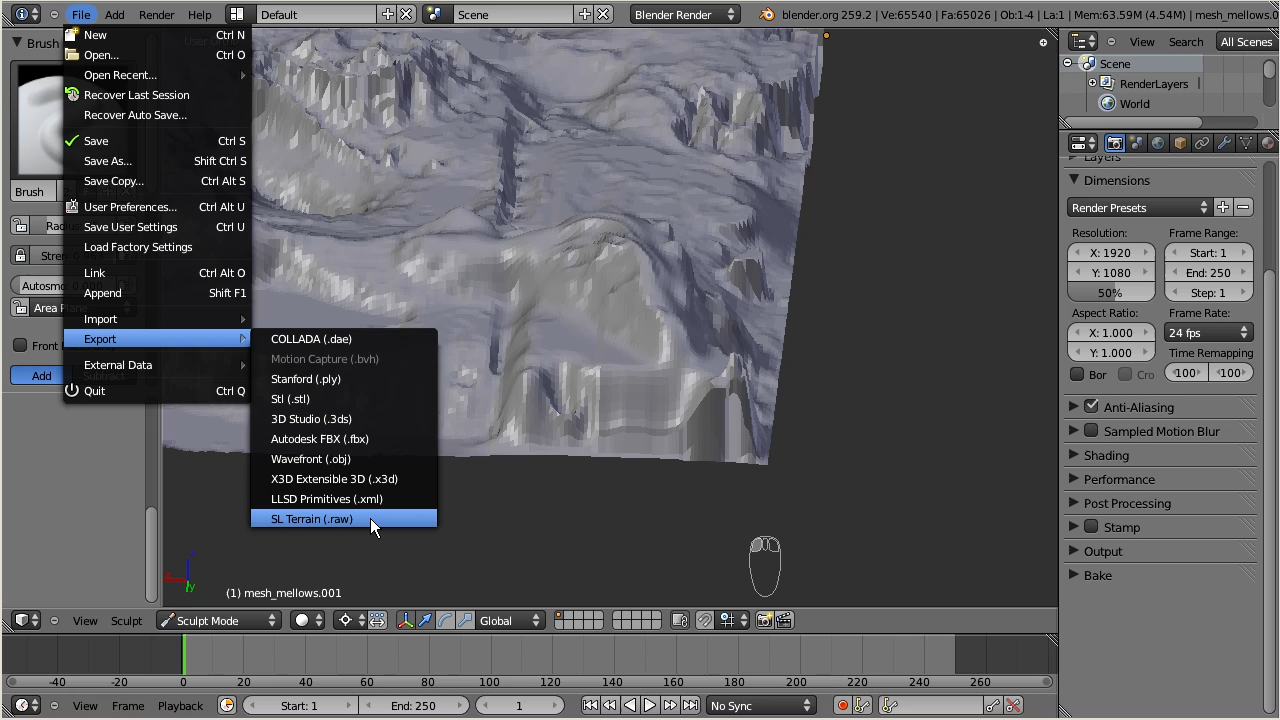 File Add Render Help Default Scene Blender Render blender.org 259.2 | Ve:65540 | Fa:65026 | Ob:1-4 | La:1 | Mem:63.59M (4.54M) | mesh_mellows.0
New Ctrl N
Open... Ctrl O
Open Recent...
Recover Last Session
Recover Auto Save...
Save Ctrl S
Save As... Shift Ctrl S
Save Copy... Ctrl Alt S
User Preferences... Ctrl Alt U
Save User Settings Ctrl U
Load Factory Settings
Link Ctrl Alt O
Append Shift F1
Import
Export
External Data
Quit Ctrl Q
COLLADA (.dae)
Motion Capture (.bvh)
Stanford (.ply)
Stl (.stl)
3D Studio (.3ds)
Autodesk FBX (.fbx)
Wavefront (.obj)
X3D Extensible 3D (.x3d)
LLSD Primitives (.xml)
SL Terrain (.raw)
Brush
Brush
Autosmo: 0.000
Area Plane
Front
Add Subtract
x
y
(1) mesh_mellows.001
View Sculpt Sculpt Mode Global
-40 -20 0 20 40 60 80 100 120 140 160 180 200 220 240 260
View Frame Playback Start: 1 End: 250 1 No Sync
View Search All Scenes
Scene
RenderLayers
World
Layers
Dimensions
Render Presets
Resolution: Frame Range:
X: 1920 Start: 1
Y: 1080 End: 250
50% Step: 1
Aspect Ratio: Frame Rate:
X: 1.000 24 fps
Y: 1.000 Time Remapping
Bor Cro 100 100
Anti-Aliasing
Sampled Motion Blur
Shading
Performance
Post Processing
Stamp
Output
Bake